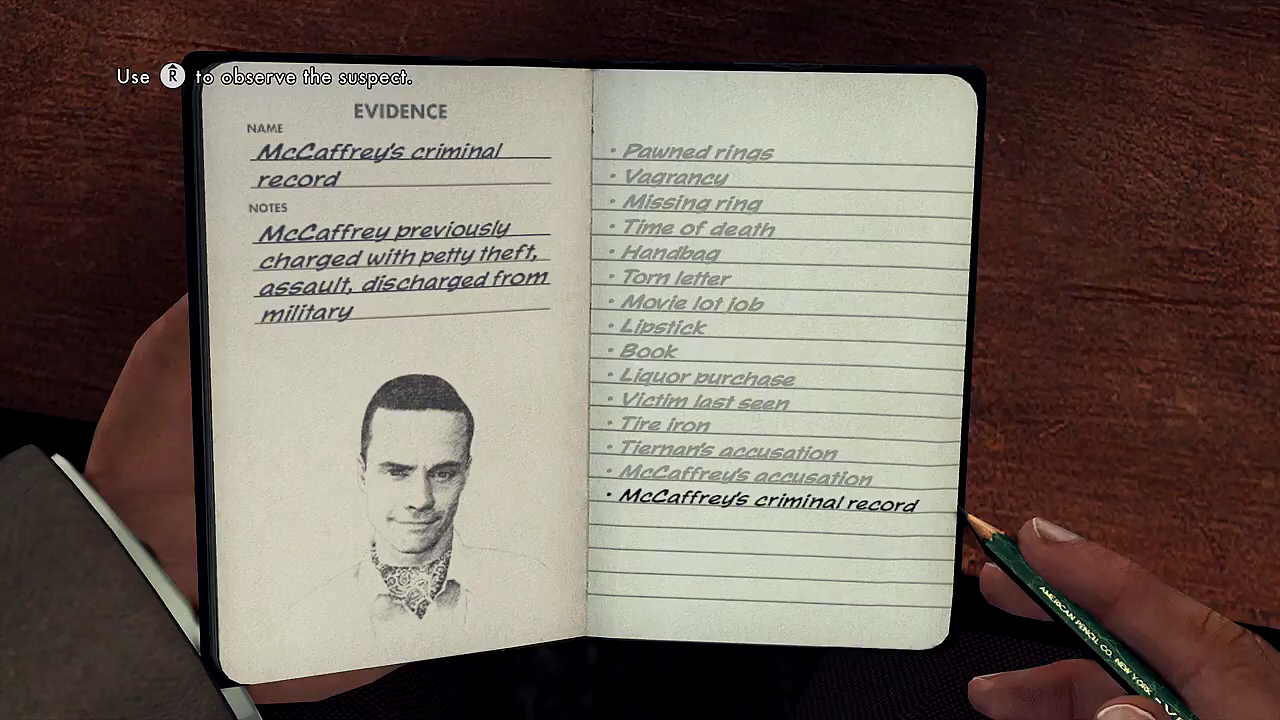 Use R to observe the suspect.
EVIDENCE
NAME
McCaffrey's criminal
record
NOTES
McCaffrey previously
charged with petty theft,
assault, discharged from
military
• Pawned rings
• Vagrancy
• Missing ring
• Time of death
• Handbag
• Torn letter
• Movie lot job
• Lipstick
• Book
• Liquor purchase
• Victim last seen
• Tire iron
• Tiernan's accusation
• McCaffrey's accusation
• McCaffrey's criminal record
AMERICAN PENCIL CO. NEW YORK